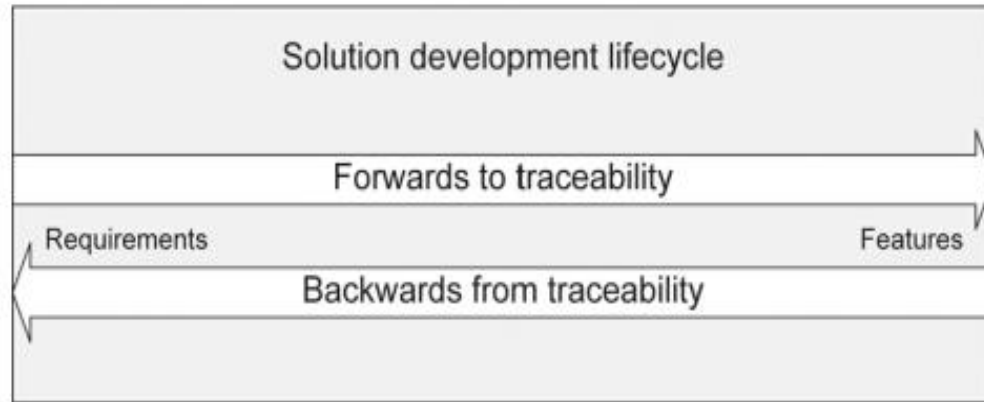 Solution development lifecycle
Forwards to traceability
Requirements
Features
Backwards from traceability